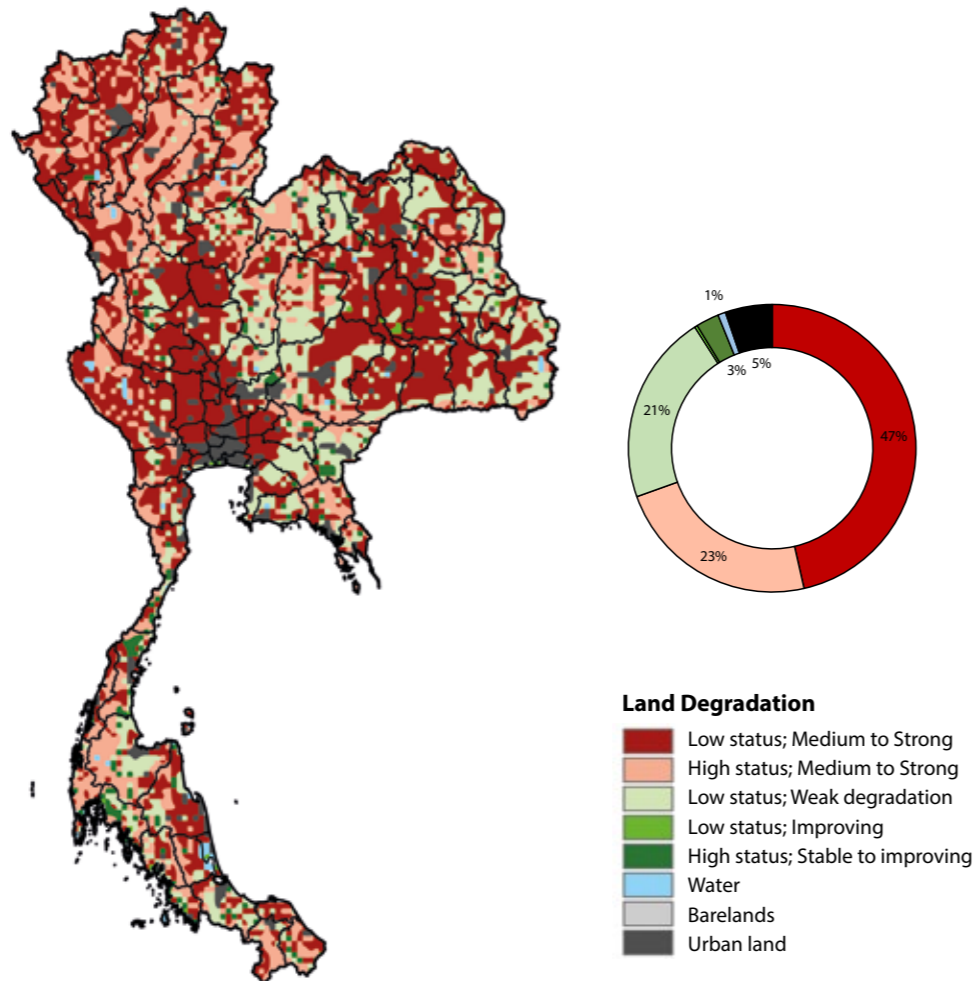 1%
3%
5%
21%
47%
23%
Land Degradation
Low status; Medium to Strong
High status; Medium to Strong
Low status; Weak degradation
Low status; Improving
High status; Stable to improving
Water
Barelands
Urban land